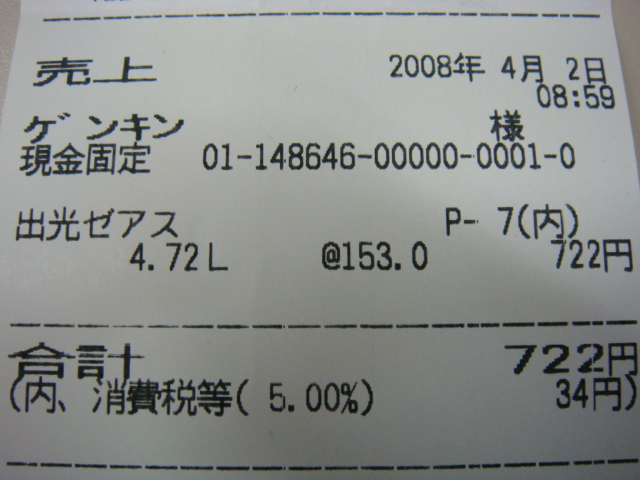 売上 2008年 4月 2日
08:59
ゲンキン 様
現金固定 01-148646-00000-0001-0
出光ゼアス P- 7(内)
4.72L @153.0 722円
合計 722円
(内、消費税等( 5.00%) 34円)